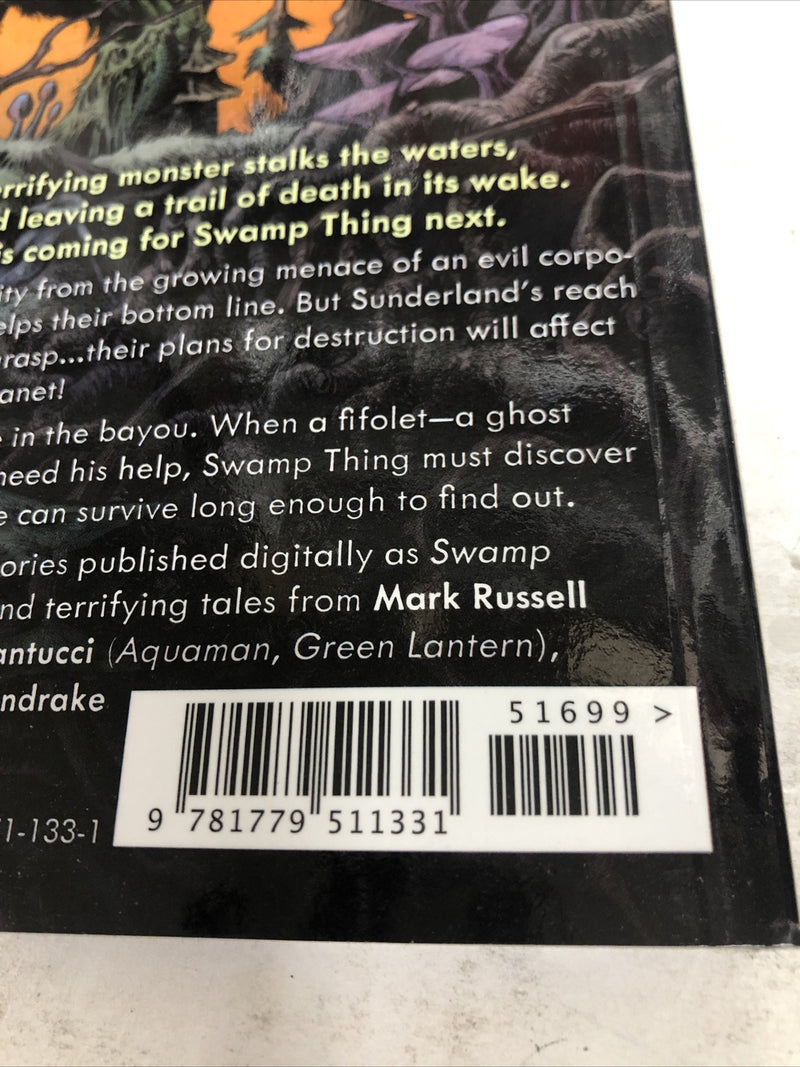 rrifying monster stalks the waters,
d leaving a trail of death in its wake.
is coming for Swamp Thing next.
ity from the growing menace of an evil corpo-
elps their bottom line. But Sunderland's reach
rasp...their plans for destruction will affect
anet!
in the bayou. When a fifolet—a ghost
need his help, Swamp Thing must discover
e can survive long enough to find out.
ories published digitally as Swamp
nd terrifying tales from Mark Russell
antucci (Aquaman, Green Lantern),
ndrake
51699 >
1-133-1
9 781779 511331